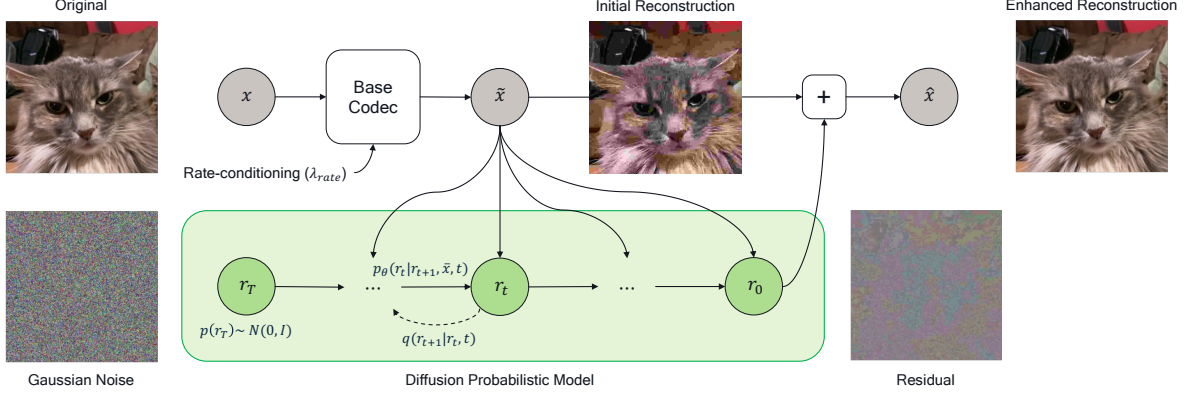 Original
Initial Reconstruction
Enhanced Reconstruction
x
Base
Codec
x̃
+
x̂
Rate-conditioning (λ_rate)
p_θ(r_t|r_{t+1}, x̃, t)
r_T
...
r_t
...
r_0
p(r_T)~ N(0, I)
q(r_{t+1}|r_t, t)
Gaussian Noise
Diffusion Probabilistic Model
Residual